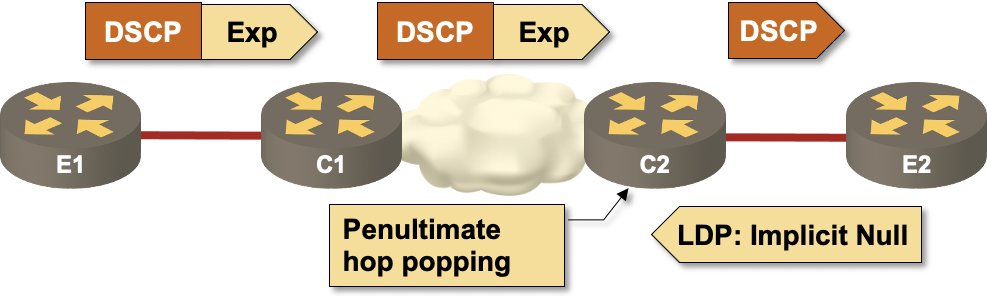 DSCP Exp
DSCP Exp
DSCP
E1
C1
C2
E2
Penultimate
hop popping
LDP: Implicit Null